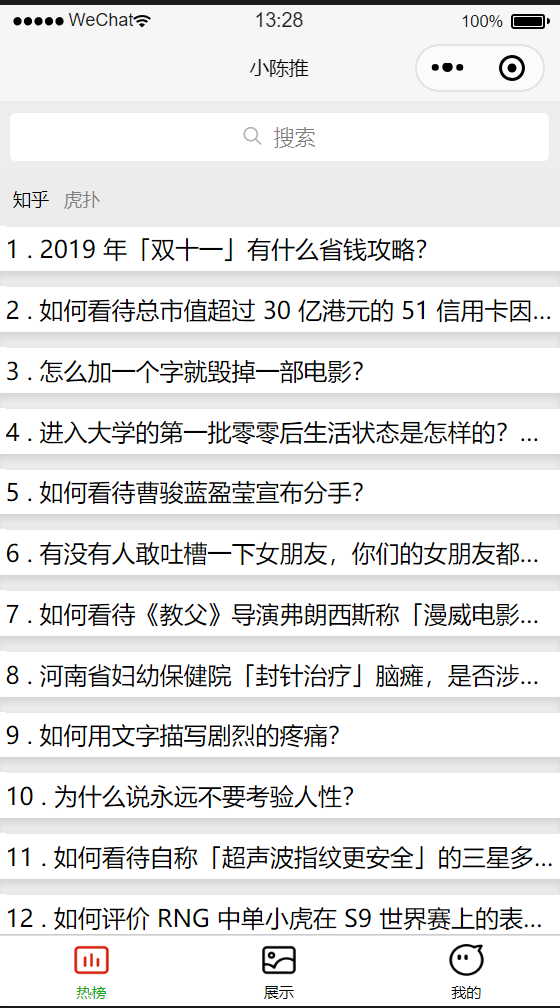 WeChat 13:28 100%
小陈推
搜索
知乎 虎扑
1 . 2019 年「双十一」有什么省钱攻略?
2 . 如何看待总市值超过 30 亿港元的 51 信用卡因...
3 . 怎么加一个字就毁掉一部电影?
4 . 进入大学的第一批零零后生活状态是怎样的? ...
5 . 如何看待曹骏蓝盈莹宣布分手?
6 . 有没有人敢吐槽一下女朋友，你们的女朋友都...
7 . 如何看待《教父》导演弗朗西斯称「漫威电影...
8 . 河南省妇幼保健院「封针治疗」脑瘫，是否涉...
9 . 如何用文字描写剧烈的疼痛?
10 . 为什么说永远不要考验人性?
11 . 如何看待自称「超声波指纹更安全」的三星多...
12 . 如何评价 RNG 中单小虎在 S9 世界赛上的表...
热榜 展示 我的